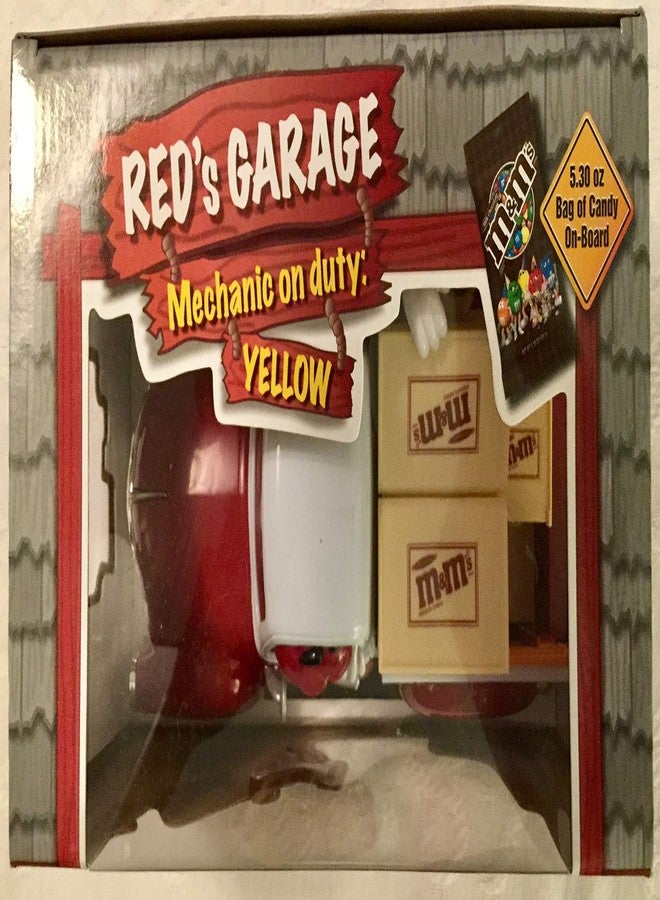 RED's GARAGE
Mechanic on duty:
YELLOW
m&m's
5.30 oz
Bag of Candy
On-Board
m&m's
m&m's
m&m's